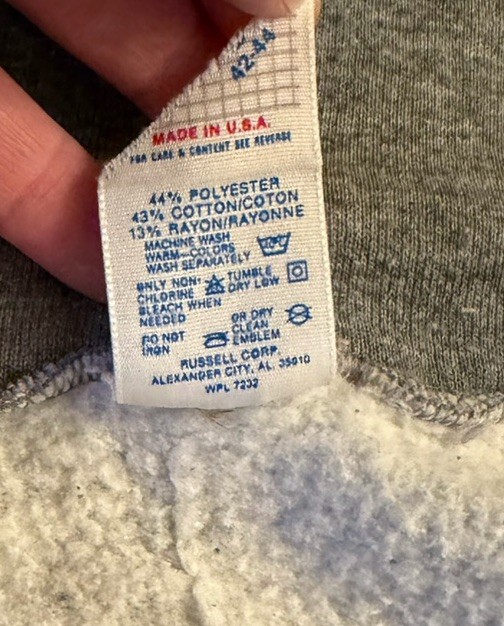 42-44
MADE IN U.S.A.
FOR CARE & CONTENT SEE REVERSE
44% POLYESTER
43% COTTON/COTON
13% RAYON/RAYONNE
MACHINE WASH
WARM-COLORS
WASH SEPARATELY
ONLY NON- TUMBLE
CHLORINE DRY LOW
BLEACH WHEN
NEEDED OR DRY
DO NOT CLEAN
IRON EMBLEM
RUSSELL CORP.
ALEXANDER CITY, AL. 35010
WPL 7232